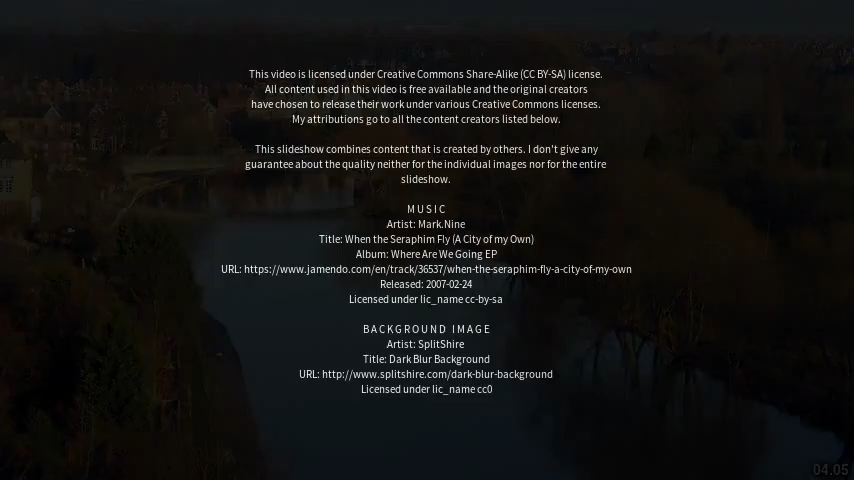 This video is licensed under Creative Commons Share-Alike (CC BY-SA) license.
All content used in this video is free available and the original creators
have chosen to release their work under various Creative Commons licenses.
My attributions go to all the content creators listed below.
This slideshow combines content that is created by others. I don't give any
guarantee about the quality neither for the individual images nor for the entire
slideshow.
MUSIC
Artist: Mark.Nine
Title: When the Seraphim Fly (A City of my Own)
Album: Where Are We Going EP
URL: https://www.jamendo.com/en/track/36537/when-the-seraphim-fly-a-city-of-my-own
Released: 2007-02-24
Licensed under lic_name cc-by-sa
BACKGROUND IMAGE
Artist: SplitShire
Title: Dark Blur Background
URL: http://www.splitshire.com/dark-blur-background
Licensed under lic_name cc0
04.05